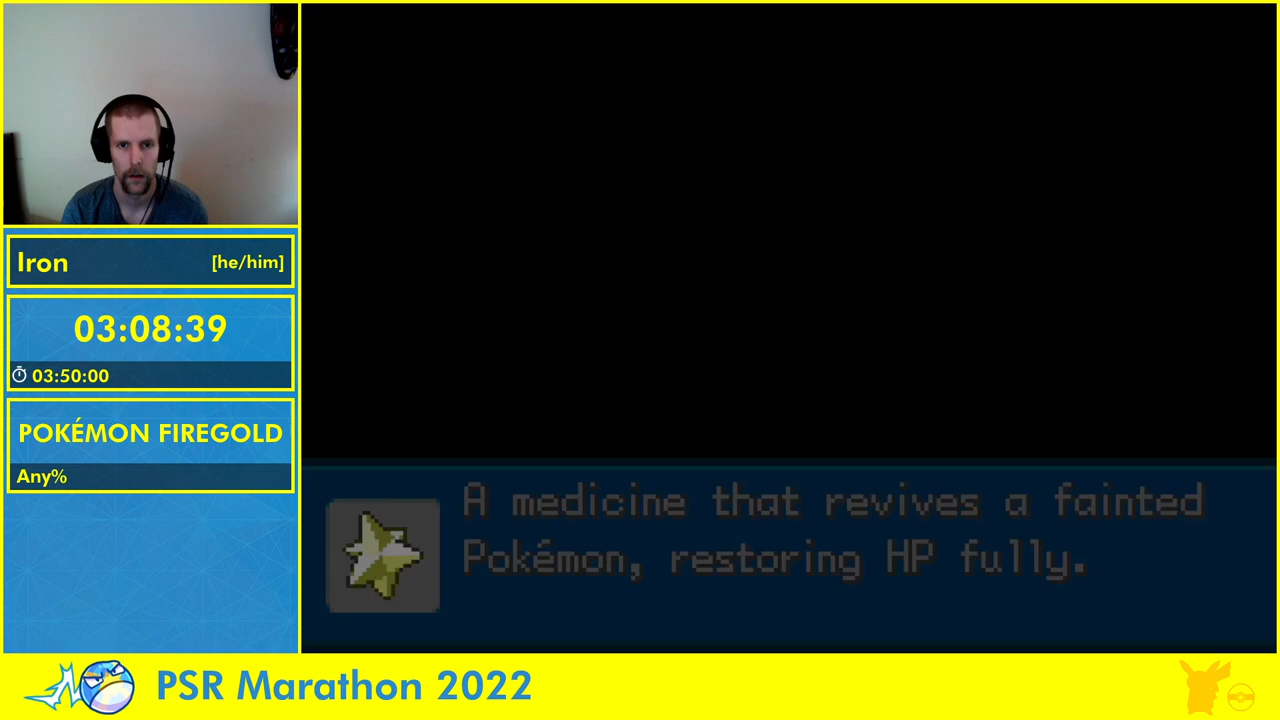 Iron [he/him]
03:08:39
03:50:00
POKÉMON FIREGOLD
Any%
A medicine that revives a fainted
Pokémon, restoring HP fully.
PSR Marathon 2022